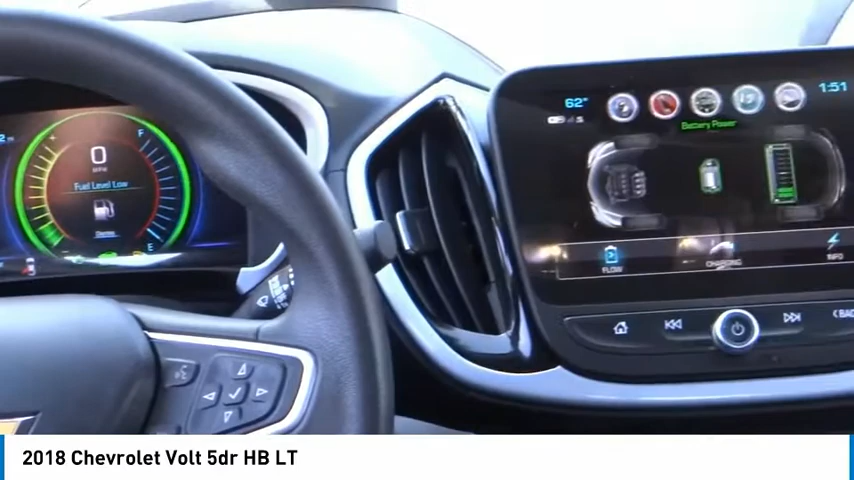 62°
1:51
Battery Power
F
0
MPH
Fuel Level Low
E
FLOW
CHARGING
INFO
BAC
2018 Chevrolet Volt 5dr HB LT